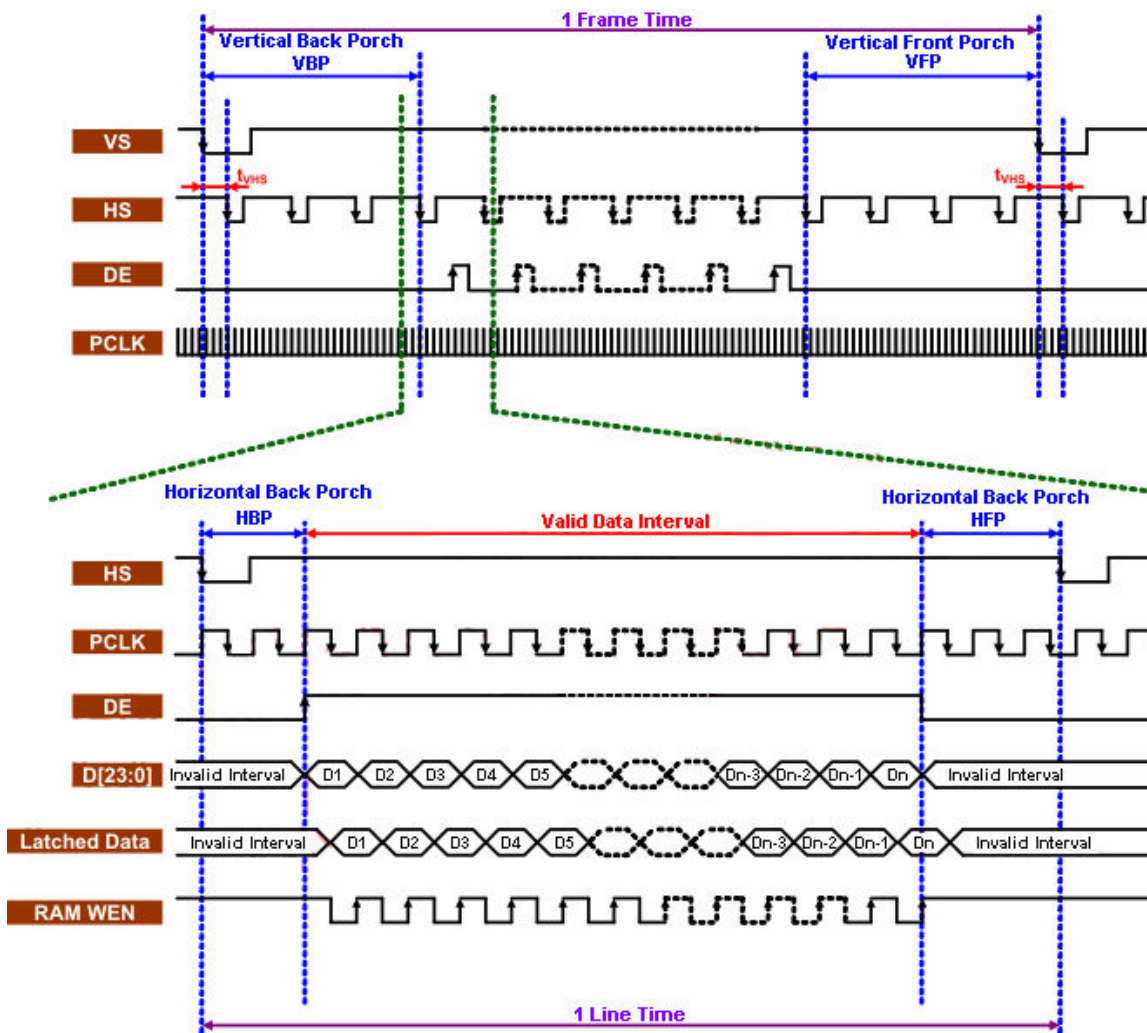 1 Frame Time
Vertical Back Porch
VBP
Vertical Front Porch
VFP
VS
tVHS
tVHS
HS
DE
PCLK
Horizontal Back Porch
HBP
Valid Data Interval
Horizontal Back Porch
HFP
HS
PCLK
DE
D[23:0]
Invalid Interval D1 D2 D3 D4 D5 Dn-3 Dn-2 Dn-1 Dn Invalid Interval
Latched Data
Invalid Interval D1 D2 D3 D4 D5 Dn-3 Dn-2 Dn-1 Dn Invalid Interval
RAM WEN
1 Line Time